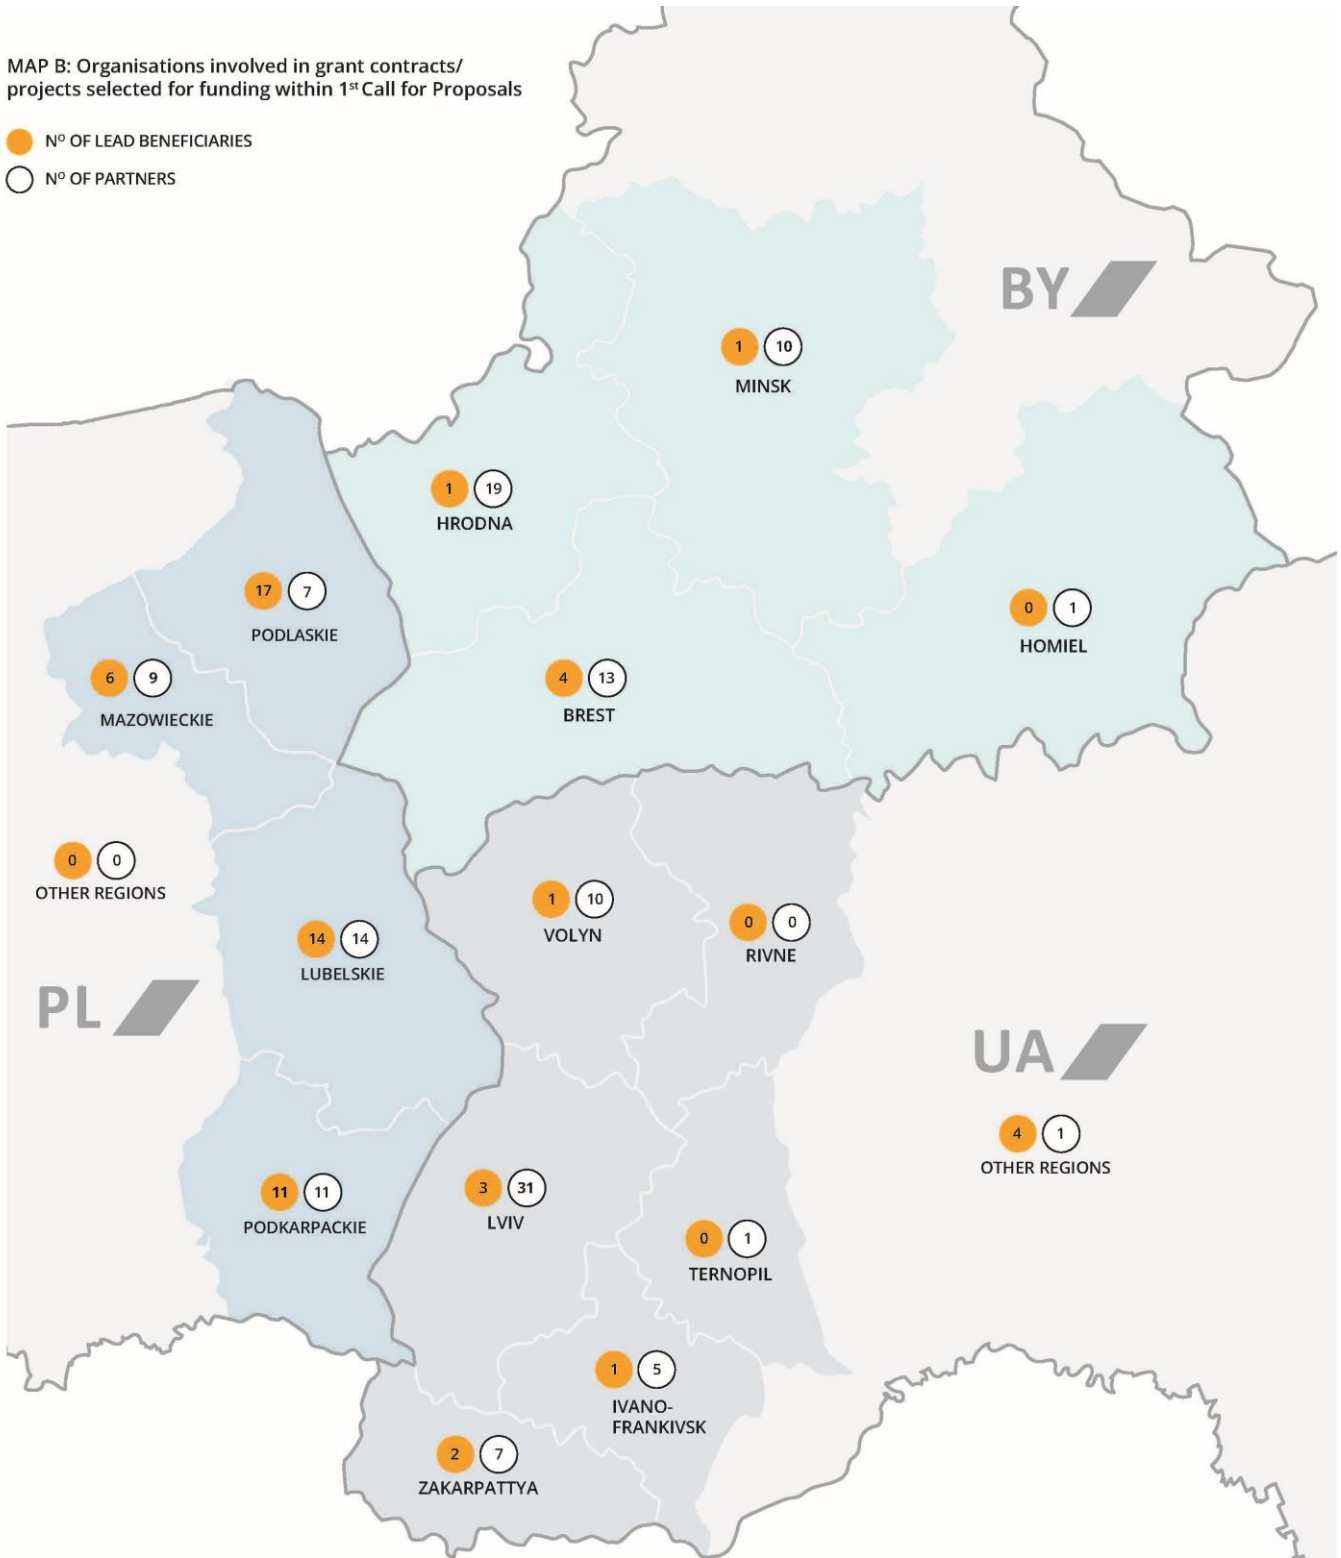 MAP B: Organisations involved in grant contracts/
projects selected for funding within 1st Call for Proposals
Nº OF LEAD BENEFICIARIES
Nº OF PARTNERS
BY
1 10
MINSK
1 19
HRODNA
17 7
PODLASKIE
0 1
HOMIEL
6 9
MAZOWIECKIE
4 13
BREST
0 0
OTHER REGIONS
1 10
VOLYN
0 0
RIVNE
14 14
LUBELSKIE
PL
UA
4 1
OTHER REGIONS
11 11
PODKARPACKIE
3 31
LVIV
0 1
TERNOPIL
1 5
IVANO-
FRANKIVSK
2 7
ZAKARPATTYA